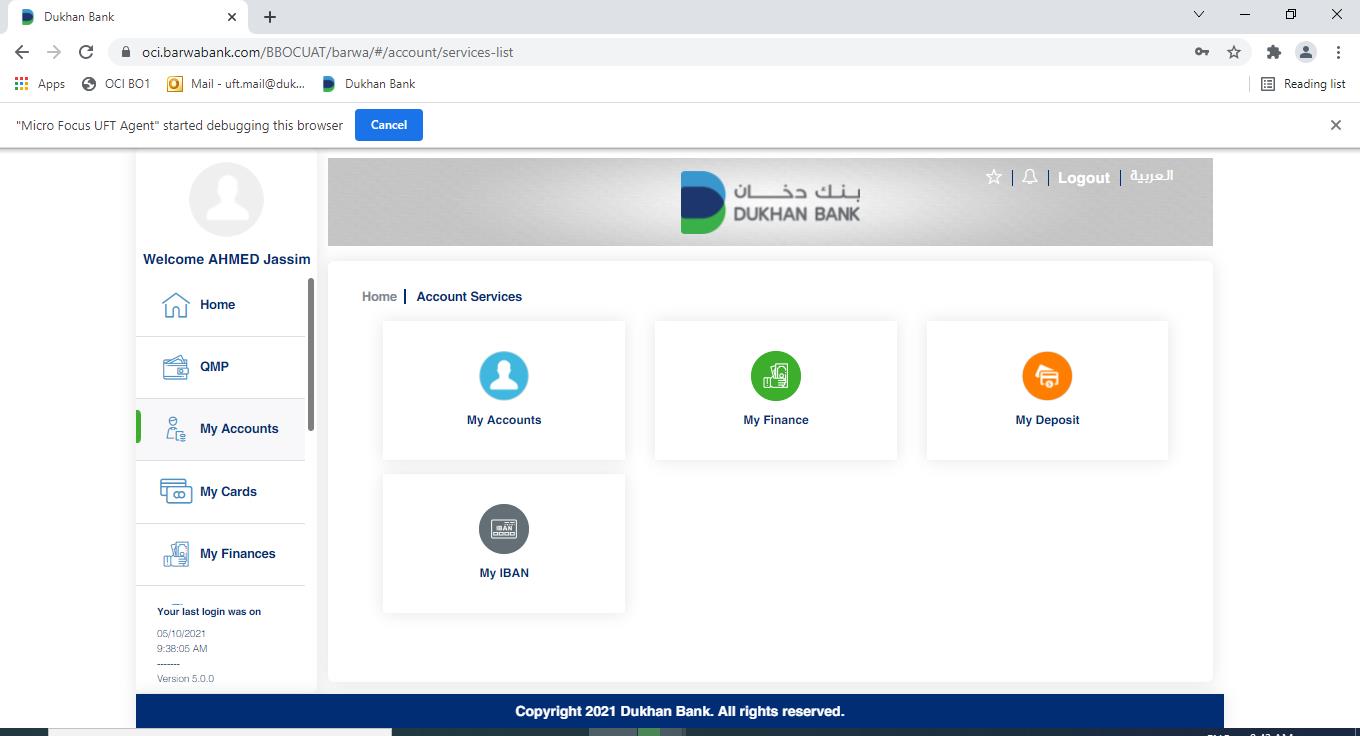 Dukhan Bank
oci.barwabank.com/BBOCUAT/barwa/#/account/services-list
Apps
OCI BO1
Mail - uft.mail@duk...
Dukhan Bank
Reading list
"Micro Focus UFT Agent" started debugging this browser
Cancel
Welcome AHMED Jassim
Home
QMP
My Accounts
My Cards
My Finances
Your last login was on
05/10/2021
9:38:05 AM
-------
Version 5.0.0
بنك دخان
DUKHAN BANK
Logout
العربية
Home
Account Services
My Accounts
My Finance
My Deposit
IBAN
My IBAN
Copyright 2021 Dukhan Bank. All rights reserved.